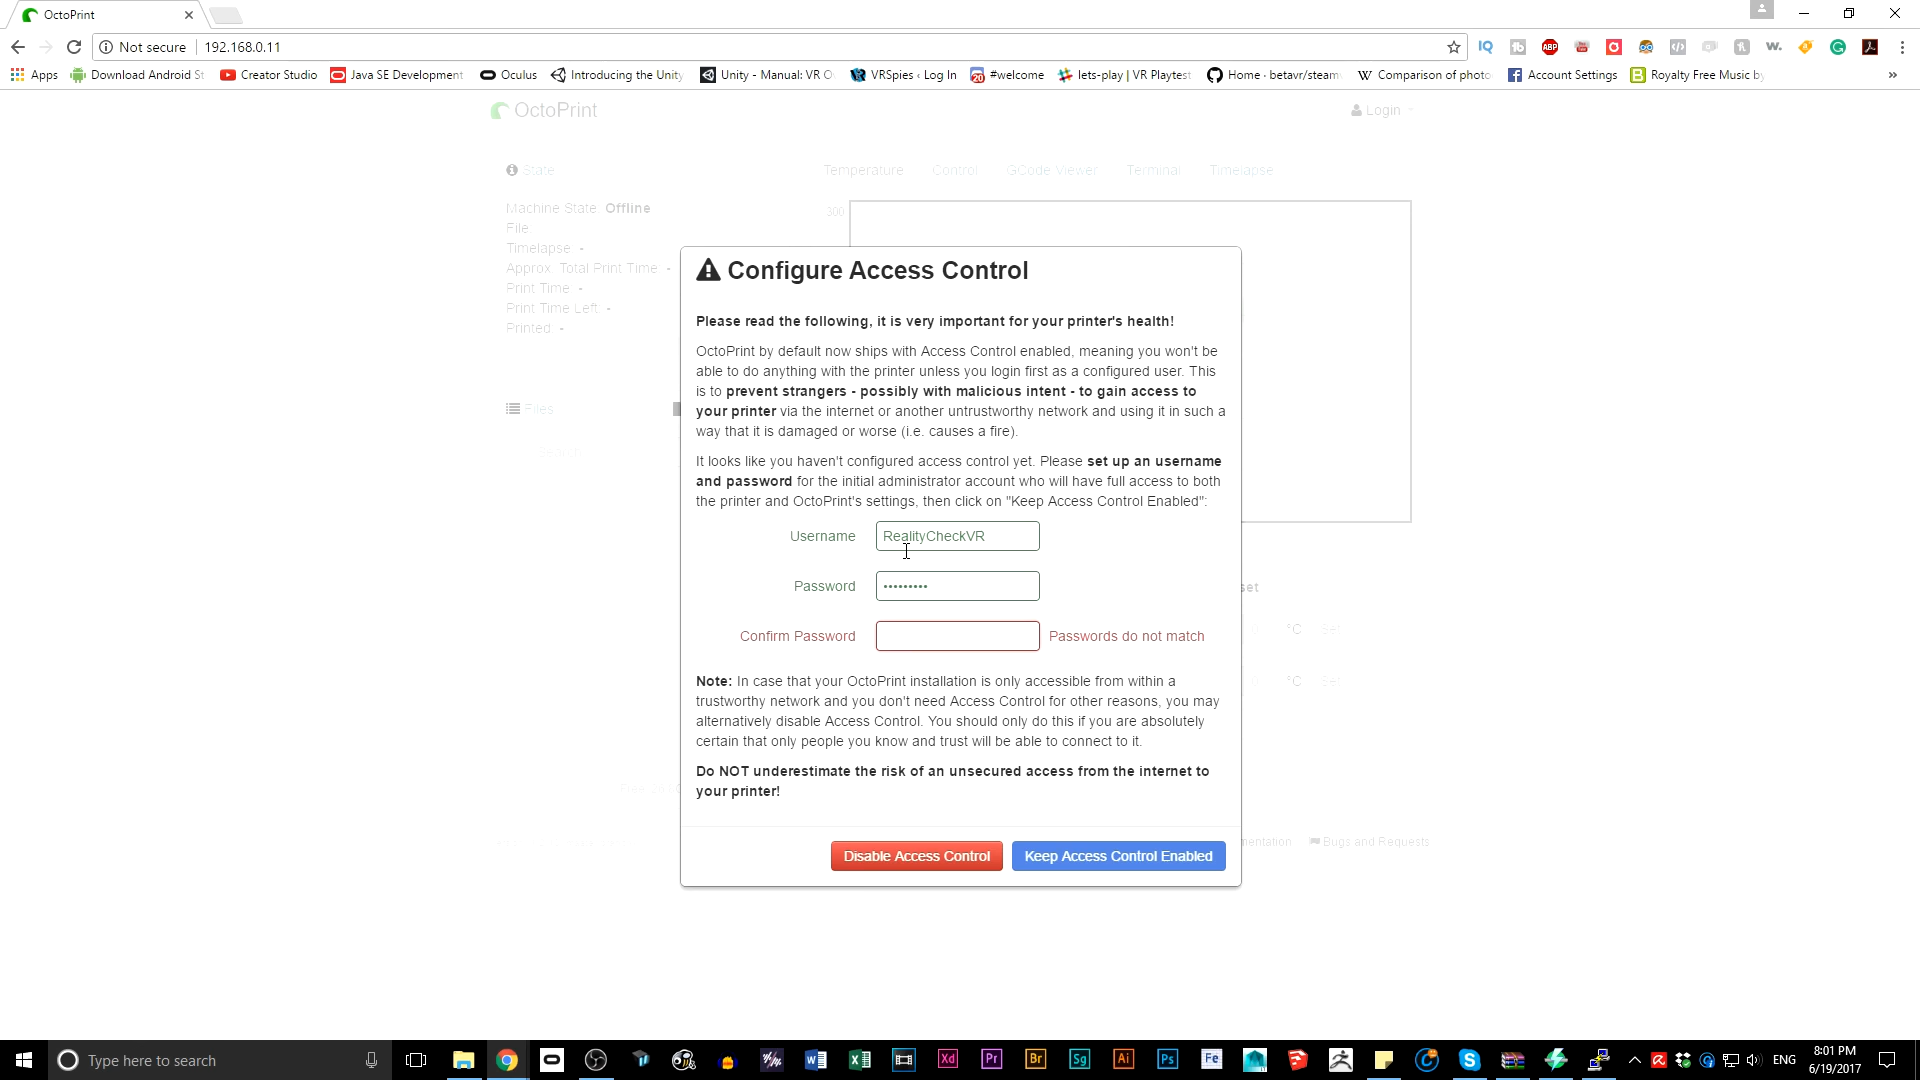 OctoPrint
Not secure
192.168.0.11
Apps
Download Android St
Creator Studio
Java SE Development
Oculus
Introducing the Unity
Unity - Manual: VR O
VRSpies ‹ Log In
#welcome
lets-play | VR Playtest
Home · betavr/steam
Comparison of photo
Account Settings
Royalty Free Music by
»
OctoPrint
Login
State
Temperature
Control
GCode Viewer
Terminal
Timelapse
Machine State: Offline
File
Timelapse -
Approx. Total Print Time -
Print Time -
Print Time Left -
Printed -
300
Files
Search
Configure Access Control
Please read the following, it is very important for your printer's health!
OctoPrint by default now ships with Access Control enabled, meaning you won't be
able to do anything with the printer unless you login first as a configured user. This
is to prevent strangers - possibly with malicious intent - to gain access to
your printer via the internet or another untrustworthy network and using it in such a
way that it is damaged or worse (i.e. causes a fire).
It looks like you haven't configured access control yet. Please set up an username
and password for the initial administrator account who will have full access to both
the printer and OctoPrint's settings, then click on "Keep Access Control Enabled":
Username
RealityCheckVR
Password
•••••••••
Confirm Password
Passwords do not match
Note: In case that your OctoPrint installation is only accessible from within a
trustworthy network and you don't need Access Control for other reasons, you may
alternatively disable Access Control. You should only do this if you are absolutely
certain that only people you know and trust will be able to connect to it.
Do NOT underestimate the risk of an unsecured access from the internet to
your printer!
Disable Access Control
Keep Access Control Enabled
set
°C
Set
°C
Set
mentation
Bugs and Requests
Type here to search
Xd
Pr
Br
Sg
Ai
Ps
Fe
ENG
8:01 PM
6/19/2017